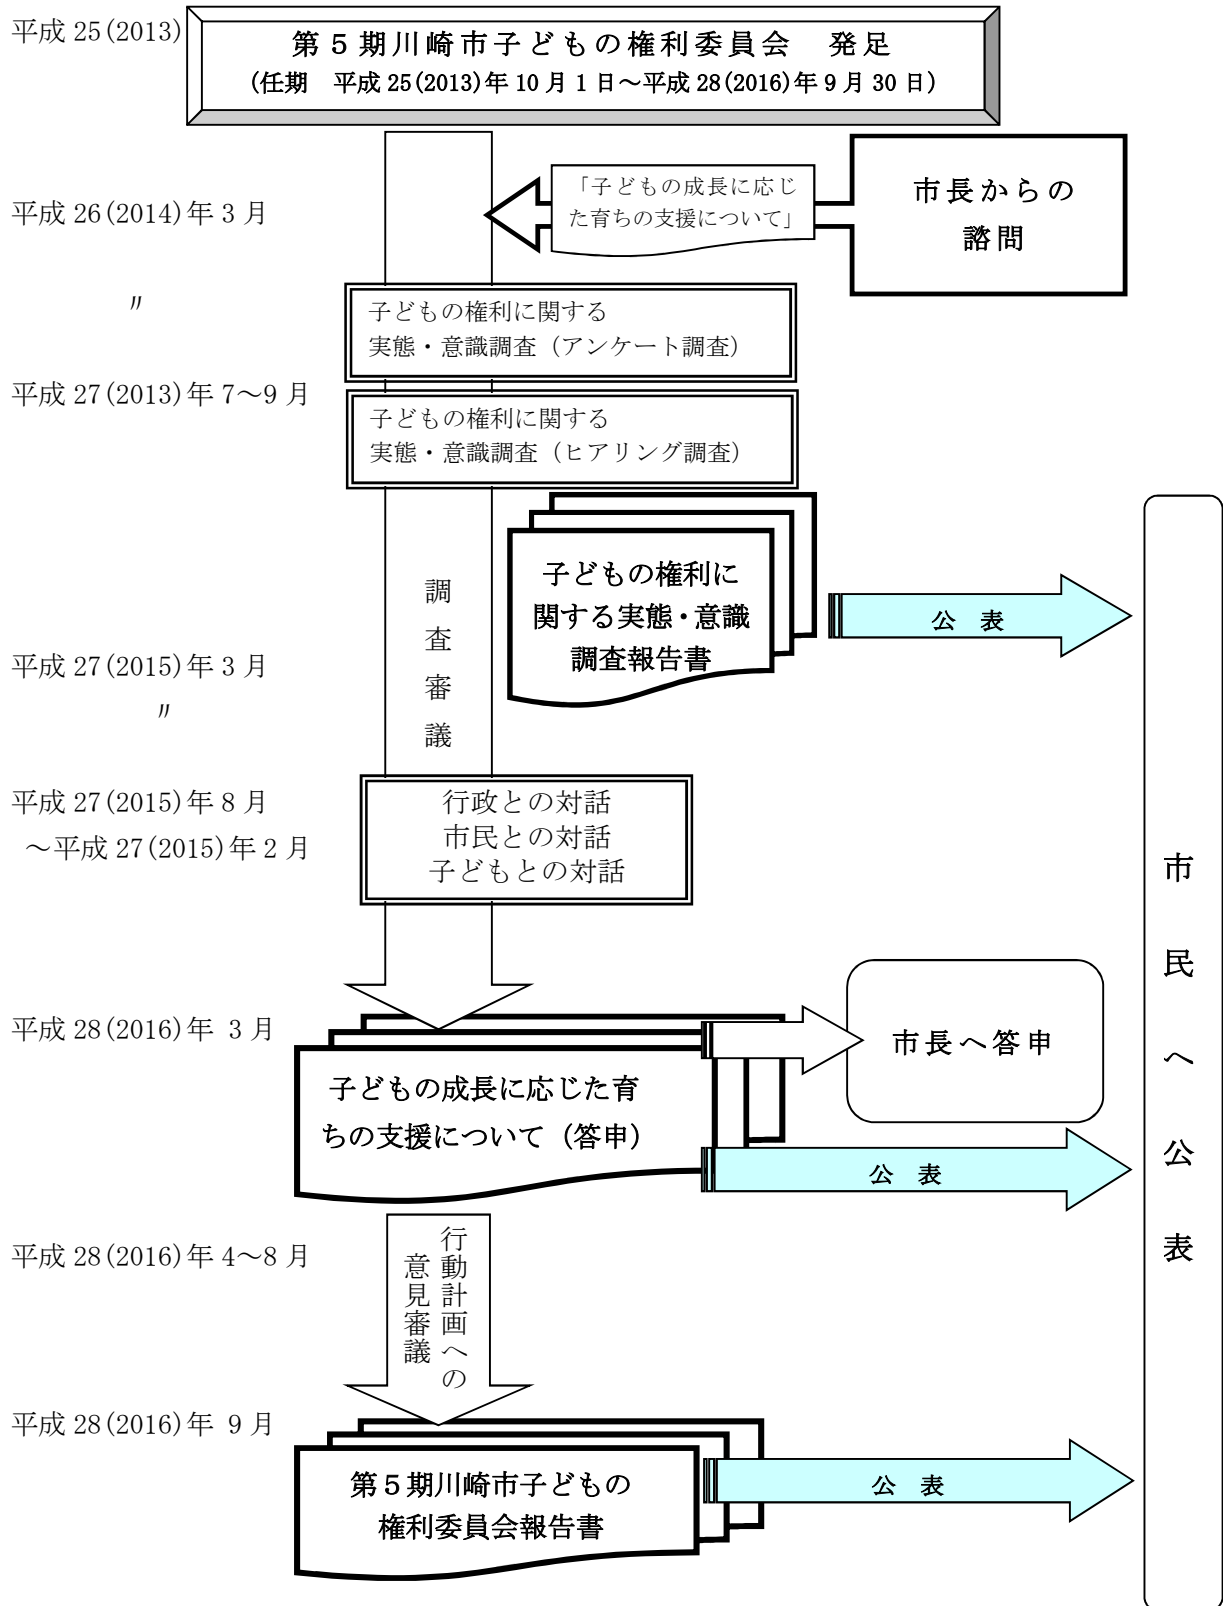 平成 25(2013)
第５期川崎市子どもの権利委員会　発足
(任期　平成 25(2013)年 10 月 1 日～平成 28(2016)年 9 月 30 日)
平成 26(2014)年 3 月
「子どもの成長に応じ
た育ちの支援について」
市長からの
諮問
〃
子どもの権利に関する
実態・意識調査（アンケート調査）
平成 27(2013)年 7～9 月
子どもの権利に関する
実態・意識調査（ヒアリング調査）
調査審議
子どもの権利に
関する実態・意識
調査報告書
公　表
平成 27(2015)年 3 月
〃
平成 27(2015)年 8 月
～平成 27(2015)年 2 月
行政との対話
市民との対話
子どもとの対話
市民へ公表
平成 28(2016)年 3 月
子どもの成長に応じた育
ちの支援について（答申）
市長へ答申
公　表
平成 28(2016)年 4～8 月
行動計画への
意見審議
平成 28(2016)年 9 月
第５期川崎市子どもの
権利委員会報告書
公　表